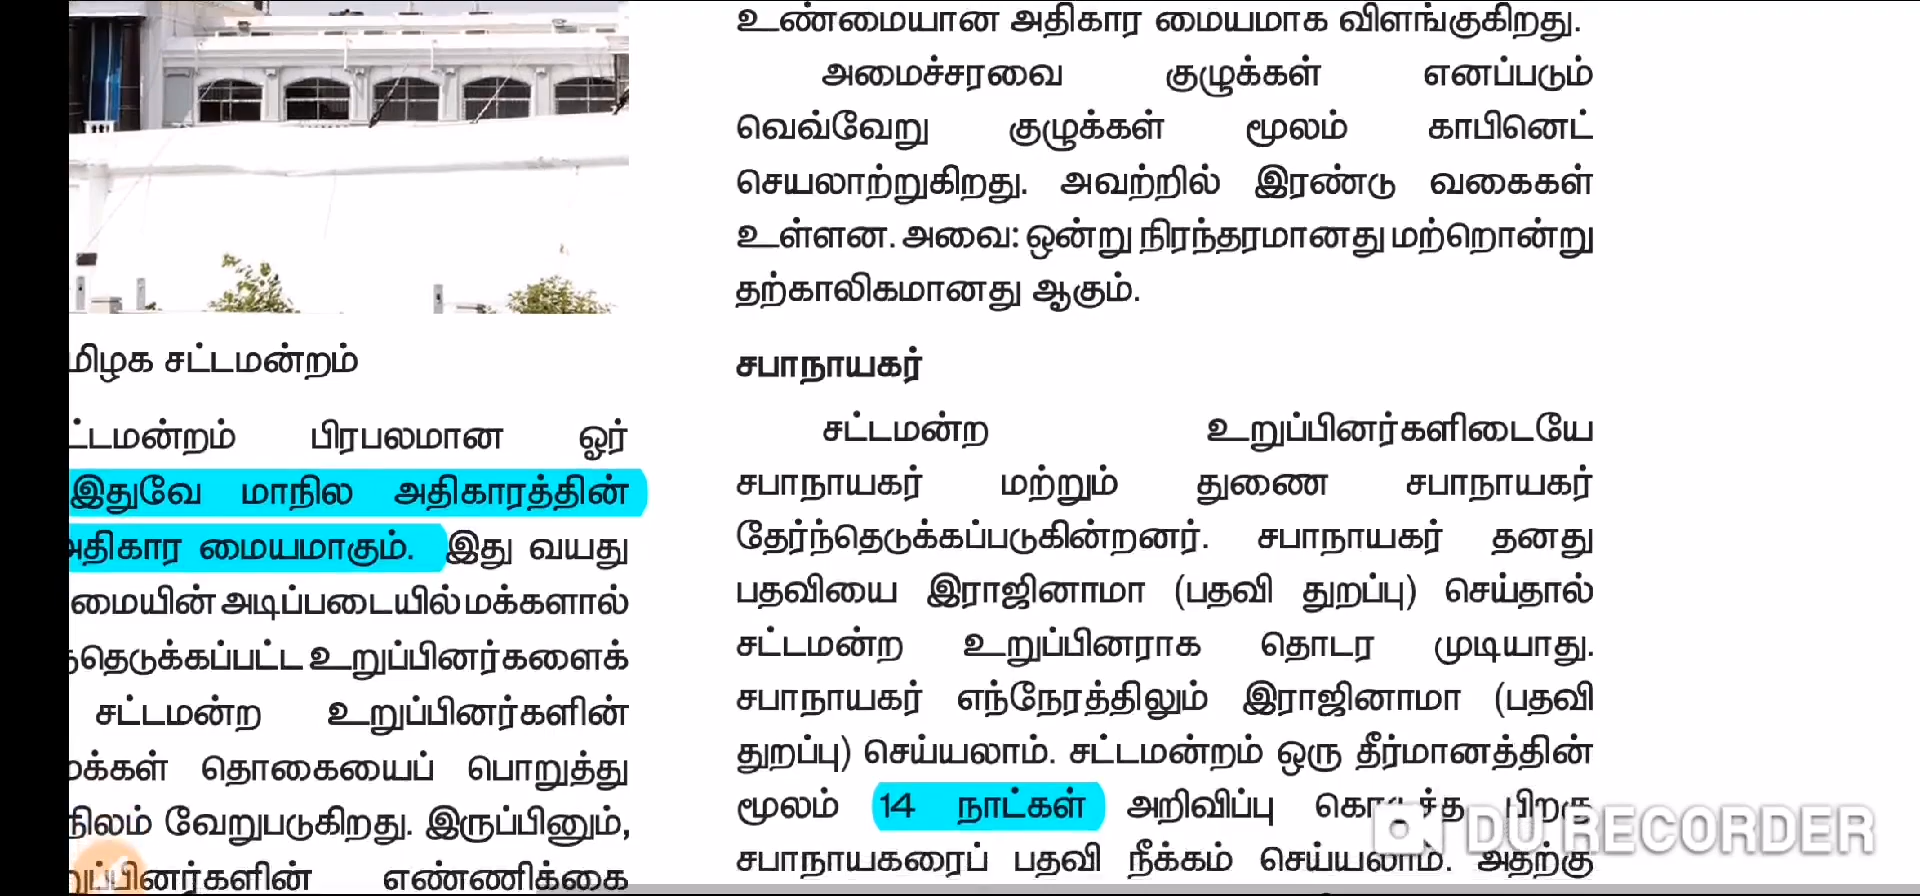 மிழக சட்டமன்றம்
ட்டமன்றம் பிரபலமான ஓர்
இதுவே மாநில அதிகாரத்தின்
அதிகார மையமாகும். இது வயது
மையின் அடிப்படையில் மக்களால்
ந்தெடுக்கப்பட்ட உறுப்பினர்களைக்
சட்டமன்ற உறுப்பினர்களின்
மக்கள் தொகையைப் பொறுத்து
நிலம் வேறுபடுகிறது. இருப்பினும்,
றுப்பினர்களின் எண்ணிக்கை
உண்மையான அதிகார மையமாக விளங்குகிறது.
அமைச்சரவை குழுக்கள் எனப்படும்
வெவ்வேறு குழுக்கள் மூலம் காபினெட்
செயலாற்றுகிறது. அவற்றில் இரண்டு வகைகள்
உள்ளன. அவை: ஒன்று நிரந்தரமானது மற்றொன்று
தற்காலிகமானது ஆகும்.
சபாநாயகர்
சட்டமன்ற உறுப்பினர்களிடையே
சபாநாயகர் மற்றும் துணை சபாநாயகர்
தேர்ந்தெடுக்கப்படுகின்றனர். சபாநாயகர் தனது
பதவியை இராஜினாமா (பதவி துறப்பு) செய்தால்
சட்டமன்ற உறுப்பினராக தொடர முடியாது.
சபாநாயகர் எந்நேரத்திலும் இராஜினாமா (பதவி
துறப்பு) செய்யலாம். சட்டமன்றம் ஒரு தீர்மானத்தின்
மூலம் 14 நாட்கள் அறிவிப்பு கொடுத்த பிறகு
சபாநாயகரைப் பதவி நீக்கம் செய்யலாம். அதற்கு
DU RECORDER